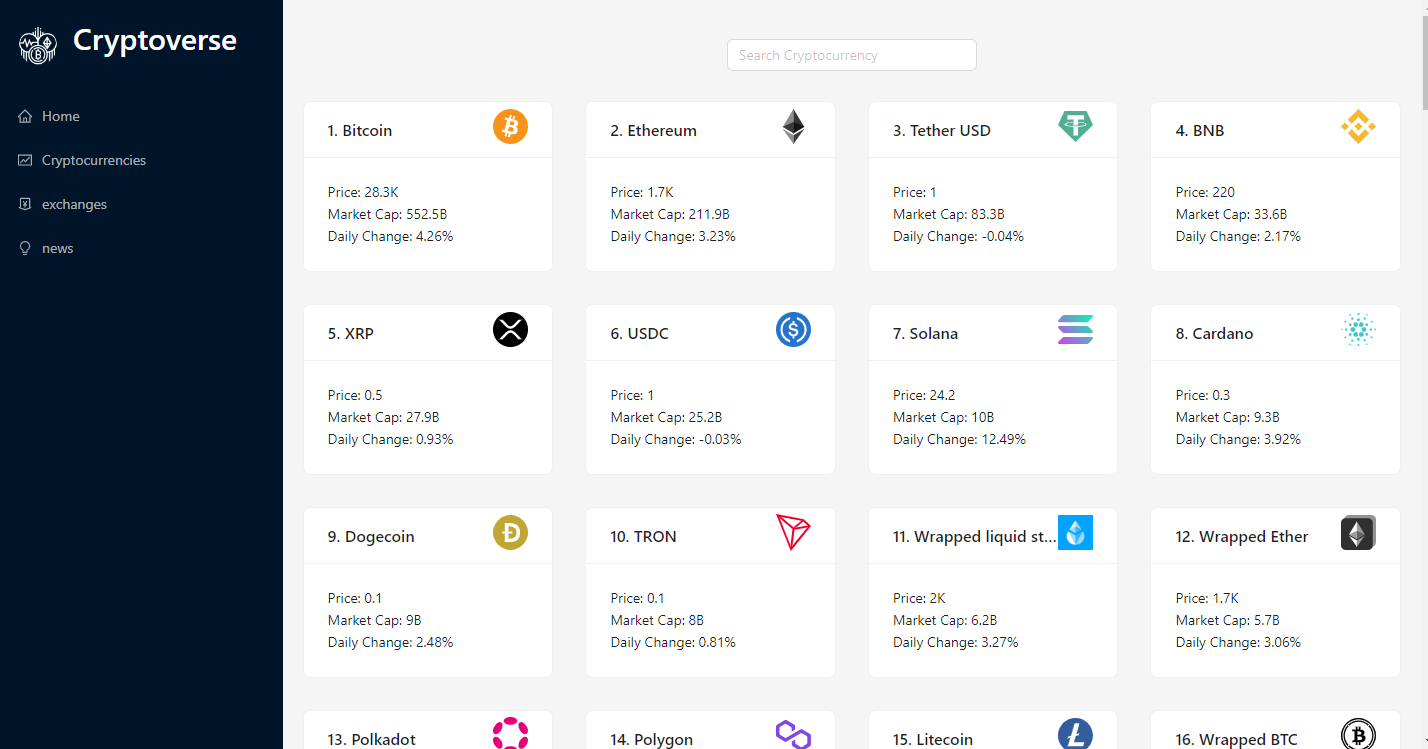 Cryptoverse
Home
Cryptocurrencies
exchanges
news
Search Cryptocurrency
1. Bitcoin
Price: 28.3K
Market Cap: 552.5B
Daily Change: 4.26%
2. Ethereum
Price: 1.7K
Market Cap: 211.9B
Daily Change: 3.23%
3. Tether USD
Price: 1
Market Cap: 83.3B
Daily Change: -0.04%
4. BNB
Price: 220
Market Cap: 33.6B
Daily Change: 2.17%
5. XRP
Price: 0.5
Market Cap: 27.9B
Daily Change: 0.93%
6. USDC
Price: 1
Market Cap: 25.2B
Daily Change: -0.03%
7. Solana
Price: 24.2
Market Cap: 10B
Daily Change: 12.49%
8. Cardano
Price: 0.3
Market Cap: 9.3B
Daily Change: 3.92%
9. Dogecoin
Price: 0.1
Market Cap: 9B
Daily Change: 2.48%
10. TRON
Price: 0.1
Market Cap: 8B
Daily Change: 0.81%
11. Wrapped liquid st...
Price: 2K
Market Cap: 6.2B
Daily Change: 3.27%
12. Wrapped Ether
Price: 1.7K
Market Cap: 5.7B
Daily Change: 3.06%
13. Polkadot
14. Polygon
15. Litecoin
16. Wrapped BTC